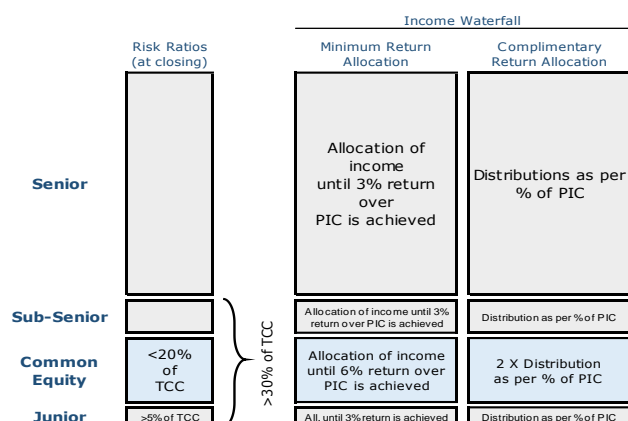 Income Waterfall
Risk Ratios
(at closing)
Minimum Return
Allocation
Complimentary
Return Allocation
Senior
Allocation of
income
until 3% return
over
PIC is achieved
Distributions as per
% of PIC
Sub-Senior
Allocation of income until 3%
return over PIC is achieved
Distribution as per % of PIC
Common
Equity
<20%
of
TCC
>30% of TCC
Allocation of income
until 6% return over
PIC is achieved
2 X Distribution
as per % of PIC
Junior
>5% of TCC
All. until 3% return is achieved
Distribution as per % of PIC